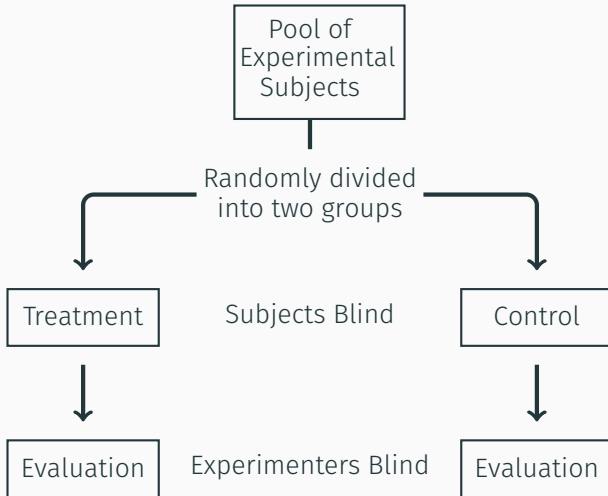 Pool of
Experimental
Subjects
Randomly divided
into two groups
Treatment
Subjects Blind
Control
Evaluation
Experimenters Blind
Evaluation